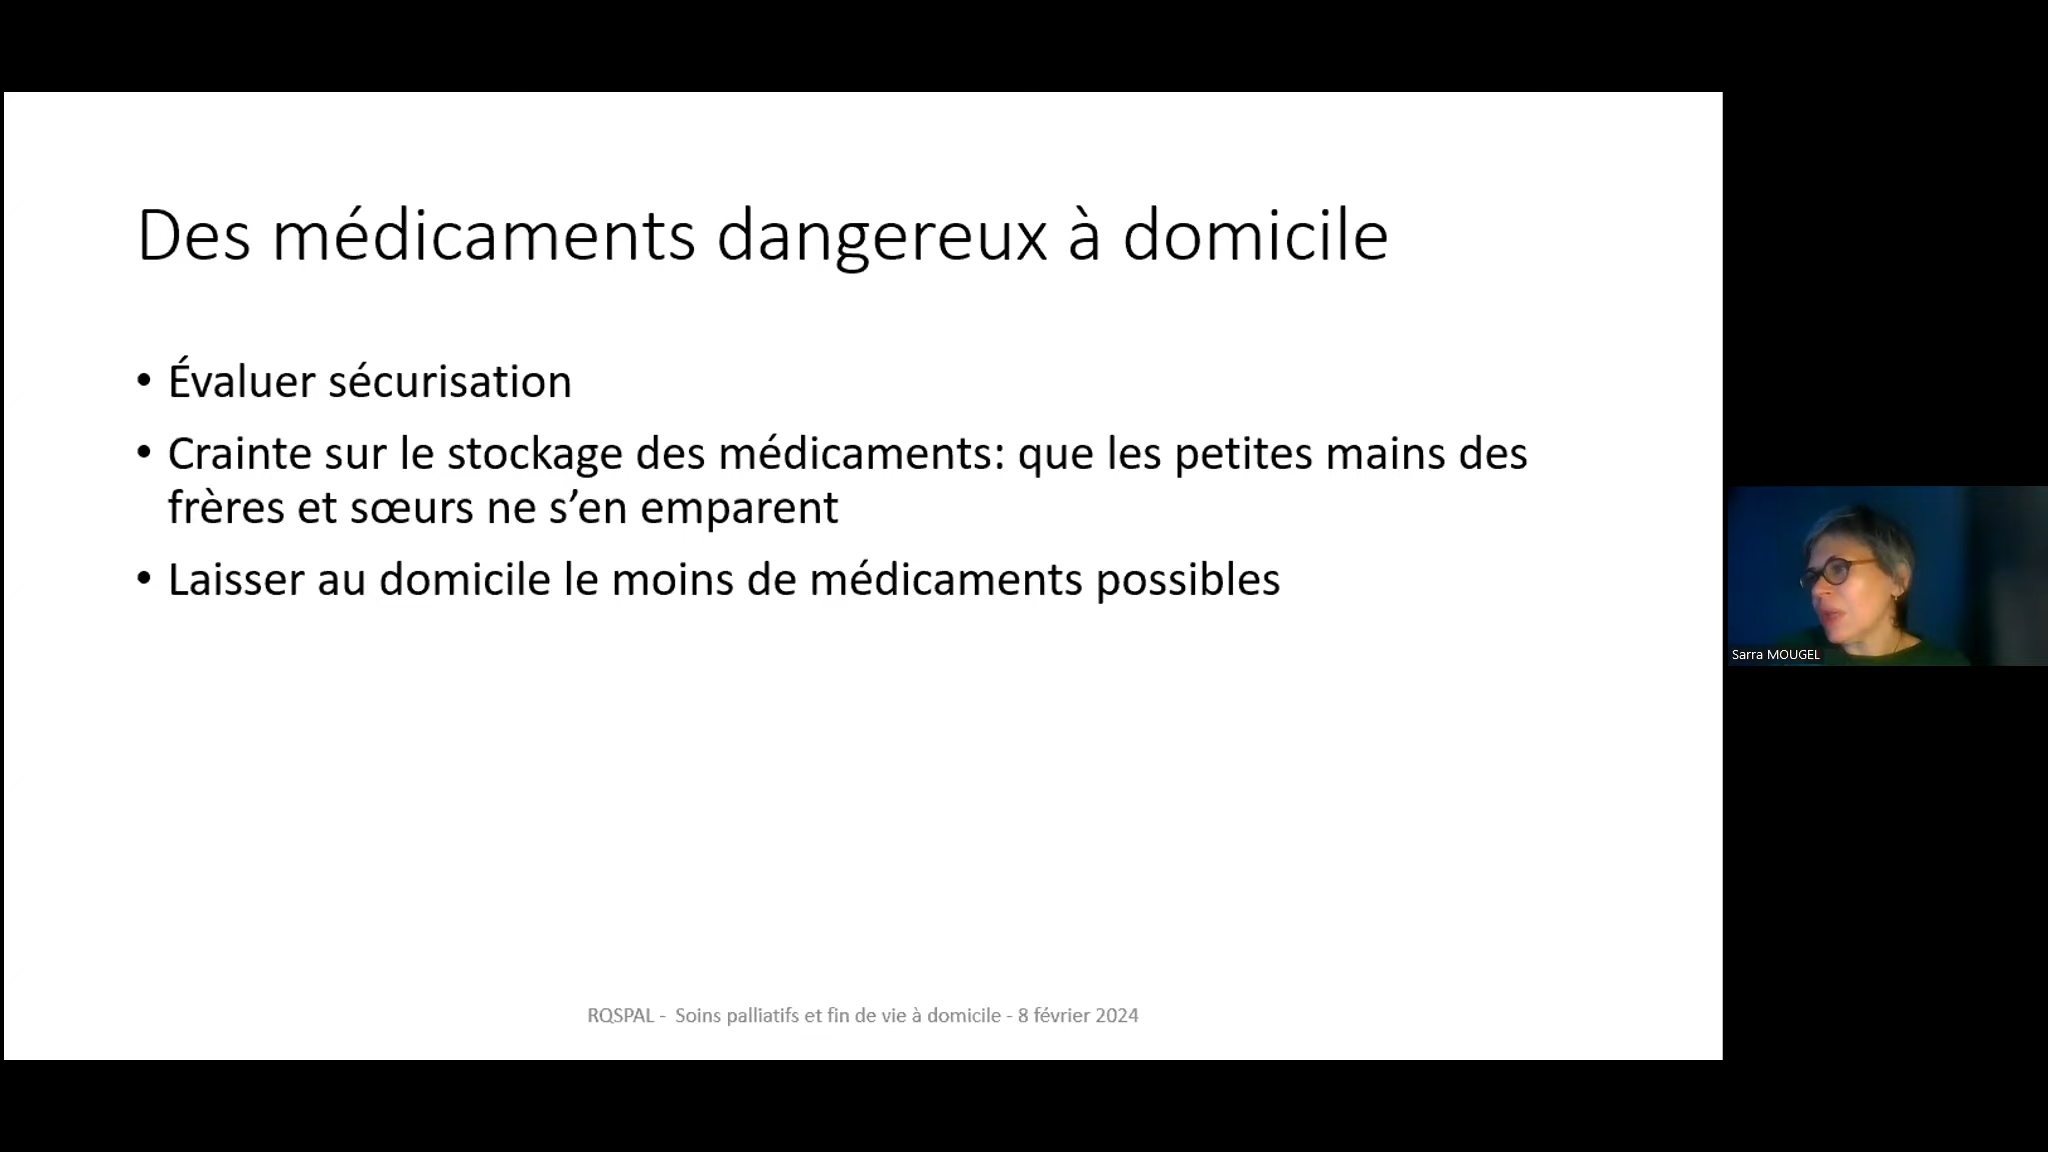 Des médicaments dangereux à domicile
• Évaluer sécurisation
• Crainte sur le stockage des médicaments: que les petites mains des
frères et sœurs ne s’en emparent
• Laisser au domicile le moins de médicaments possibles
Sarra MOUGEL
RQSPAL - Soins palliatifs et fin de vie à domicile - 8 février 2024